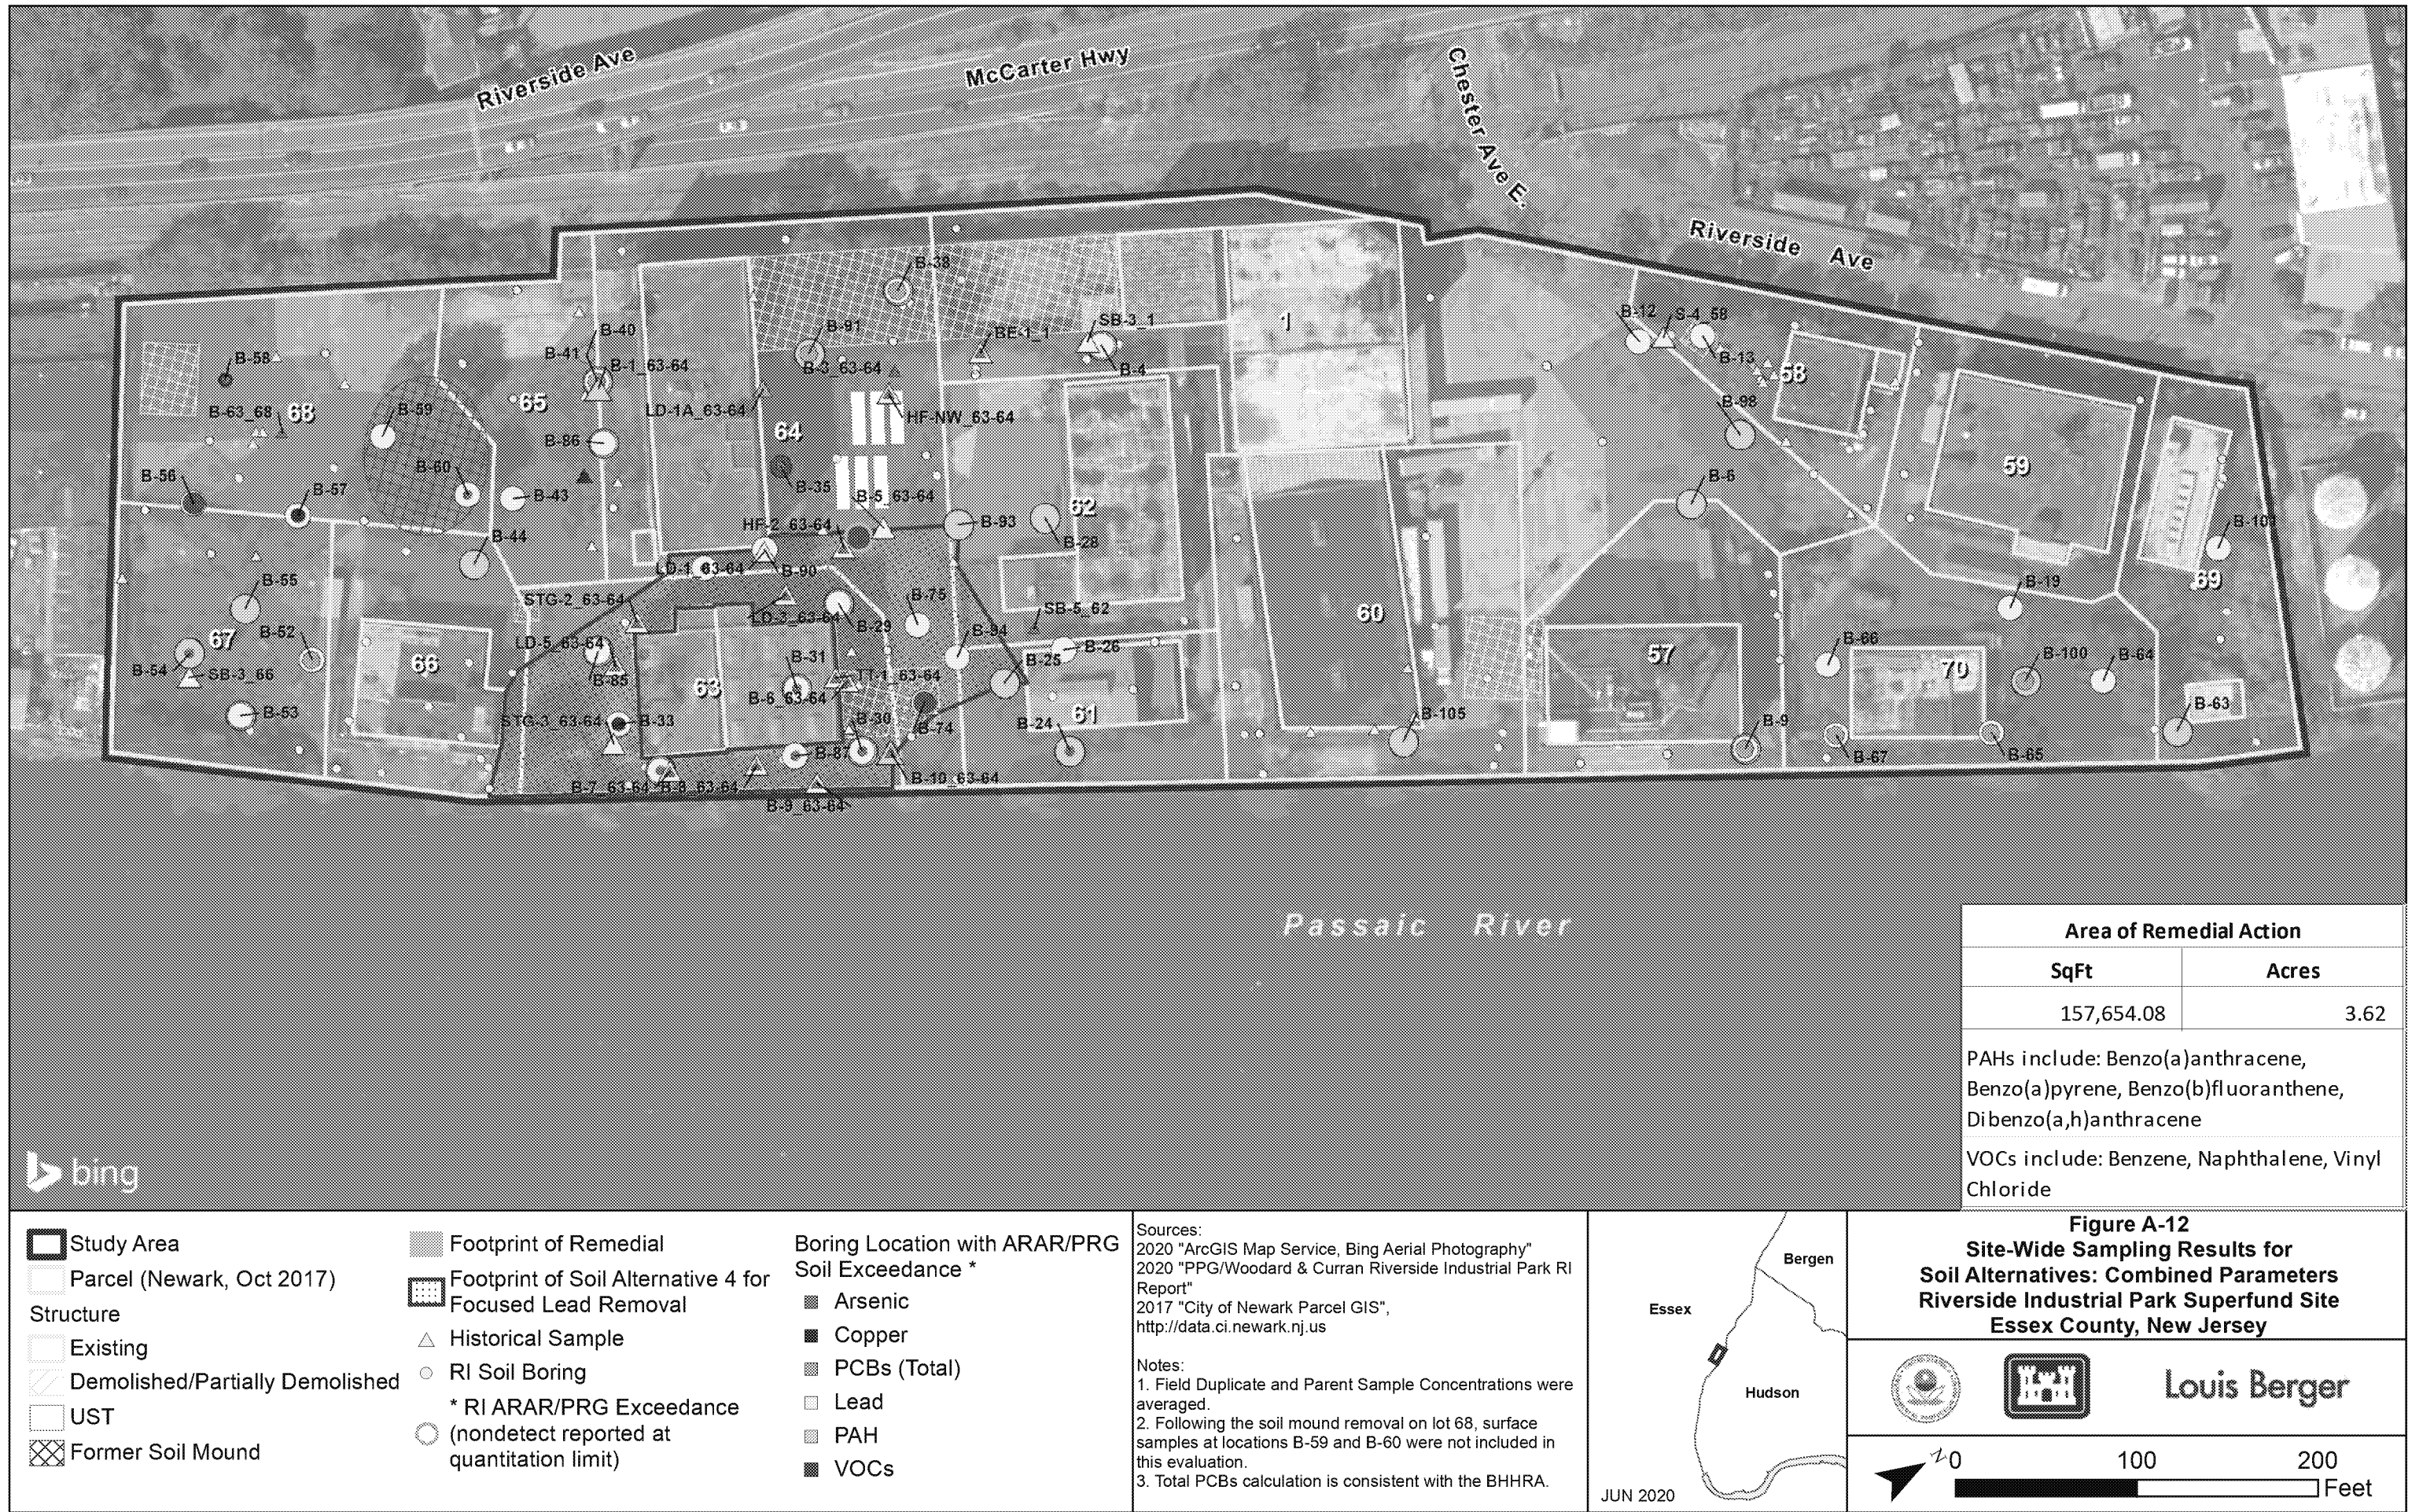 Riverside Ave
McCarter Hwy
Chester Ave E.
Riverside Ave
B-38
B-12
S-4_58
SB-3_1
1
B-40
B-91
BE-1_1
B-41
B-13
B-58
B-1_63-64
B-3_63-64
B-4
58
65
B-63_68
68
B-59
LD-1A_63-64
HF-NW_63-64
B-98
64
B-86
B-60
59
B-56
B-57
B-43
B-35
B-5_63-64
B-6
62
HF-2_63-64
B-93
B-101
B-44
B-28
LD-1_63-64
B-90
69
B-55
STG-2_63-64
B-75
SB-5_62
60
B-19
LD-3_63-64
B-52
67
LD-5_63-64
B-29
B-94
B-26
B-66
B-54
SB-3_66
66
B-31
B-25
57
B-100
B-64
B-85
TT-1_63-64
70
63
B-6_63-64
B-53
STG-3_63-64
B-33
B-30
B-24
61
B-105
B-63
B-74
B-9
B-87
B-67
B-65
B-7_63-64
B-8_63-64
B-10_63-64
B-9_63-64
Passaic River
Area of Remedial Action
SqFt Acres
157,654.08 3.62
PAHs include: Benzo(a)anthracene,
Benzo(a)pyrene, Benzo(b)fluoranthene,
Dibenzo(a,h)anthracene
VOCs include: Benzene, Naphthalene, Vinyl
Chloride
bing
Study Area
Parcel (Newark, Oct 2017)
Structure
Existing
Demolished/Partially Demolished
UST
Former Soil Mound
Footprint of Remedial
Footprint of Soil Alternative 4 for
Focused Lead Removal
Historical Sample
RI Soil Boring
* RI ARAR/PRG Exceedance
(nondetect reported at
quantitation limit)
Boring Location with ARAR/PRG
Soil Exceedance *
Arsenic
Copper
PCBs (Total)
Lead
PAH
VOCs
Sources:
2020 "ArcGIS Map Service, Bing Aerial Photography"
2020 "PPG/Woodard & Curran Riverside Industrial Park RI
Report"
2017 "City of Newark Parcel GIS",
http://data.ci.newark.nj.us
Notes:
1. Field Duplicate and Parent Sample Concentrations were
averaged.
2. Following the soil mound removal on lot 68, surface
samples at locations B-59 and B-60 were not included in
this evaluation.
3. Total PCBs calculation is consistent with the BHHRA.
Bergen
Essex
Hudson
JUN 2020
Figure A-12
Site-Wide Sampling Results for
Soil Alternatives: Combined Parameters
Riverside Industrial Park Superfund Site
Essex County, New Jersey
Louis Berger
N
0 100 200
Feet